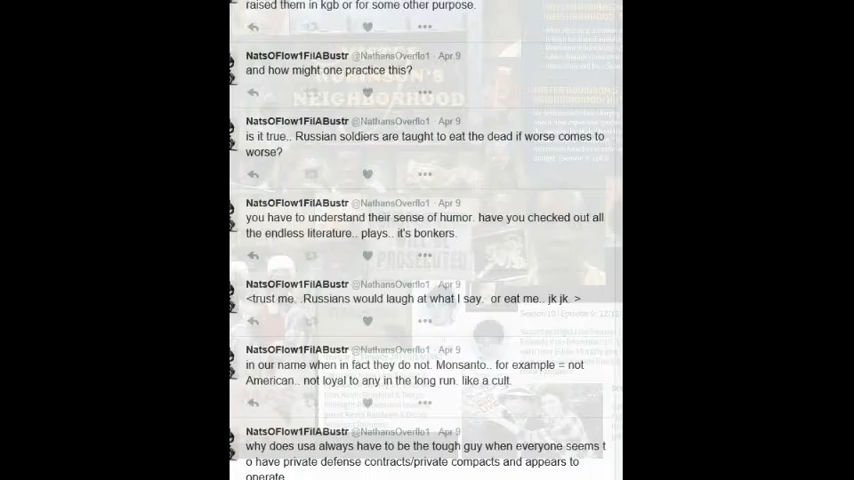 raised them in kgb or for some other purpose.
NatsOFlow1FilABustr @NathansOverflo1 · Apr 9
and how might one practice this?
ROBINSON'S
NEIGHBORHOOD
NatsOFlow1FilABustr @NathansOverflo1 · Apr 9
is it true.. Russian soldiers are taught to eat the dead if worse comes to
worse?
NatsOFlow1FilABustr @NathansOverflo1 · Apr 9
you have to understand their sense of humor. have you checked out all
the endless literature.. plays.. it's bonkers.
WILL BE
PROSECUTED
NatsOFlow1FilABustr @NathansOverflo1 · Apr 9
<trust me. .Russians would laugh at what I say.  or eat me.. jk jk. >
NatsOFlow1FilABustr @NathansOverflo1 · Apr 9
in our name when in fact they do not. Monsanto.. for example = not
American.. not loyal to any in the long run. like a cult.
NatsOFlow1FilABustr @NathansOverflo1 · Apr 9
why does usa always have to be the tough guy when everyone seems t
o have private defense contracts/private compacts and appears to
operate